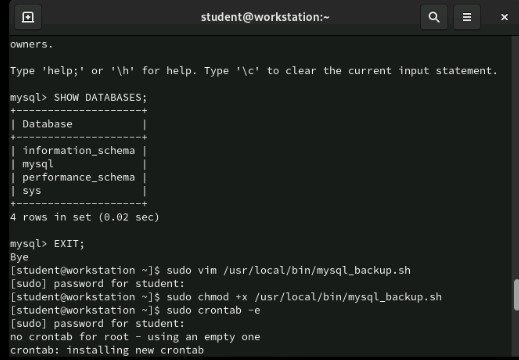 student@workstation:~
owners.
Type 'help;' or '\h' for help. Type '\c' to clear the current input statement.
mysql> SHOW DATABASES;
+--------------------+
| Database           |
+--------------------+
| information_schema |
| mysql              |
| performance_schema |
| sys                |
+--------------------+
4 rows in set (0.02 sec)
mysql> EXIT;
Bye
[student@workstation ~]$ sudo vim /usr/local/bin/mysql_backup.sh
[sudo] password for student:
[student@workstation ~]$ sudo chmod +x /usr/local/bin/mysql_backup.sh
[student@workstation ~]$ sudo crontab -e
[sudo] password for student:
no crontab for root - using an empty one
crontab: installing new crontab